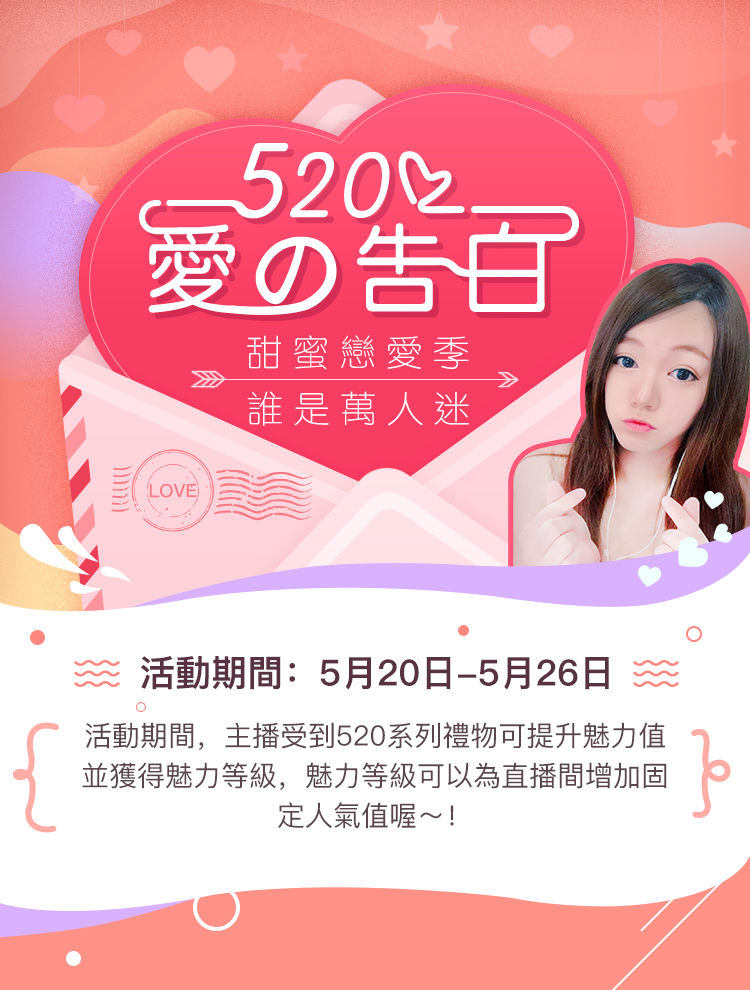 520
愛の告白
甜蜜戀愛季
誰是萬人迷
LOVE
活動期間：5月20日-5月26日
活動期間，主播受到520系列禮物可提升魅力值
並獲得魅力等級，魅力等級可以為直播間增加固
定人氣值喔～！